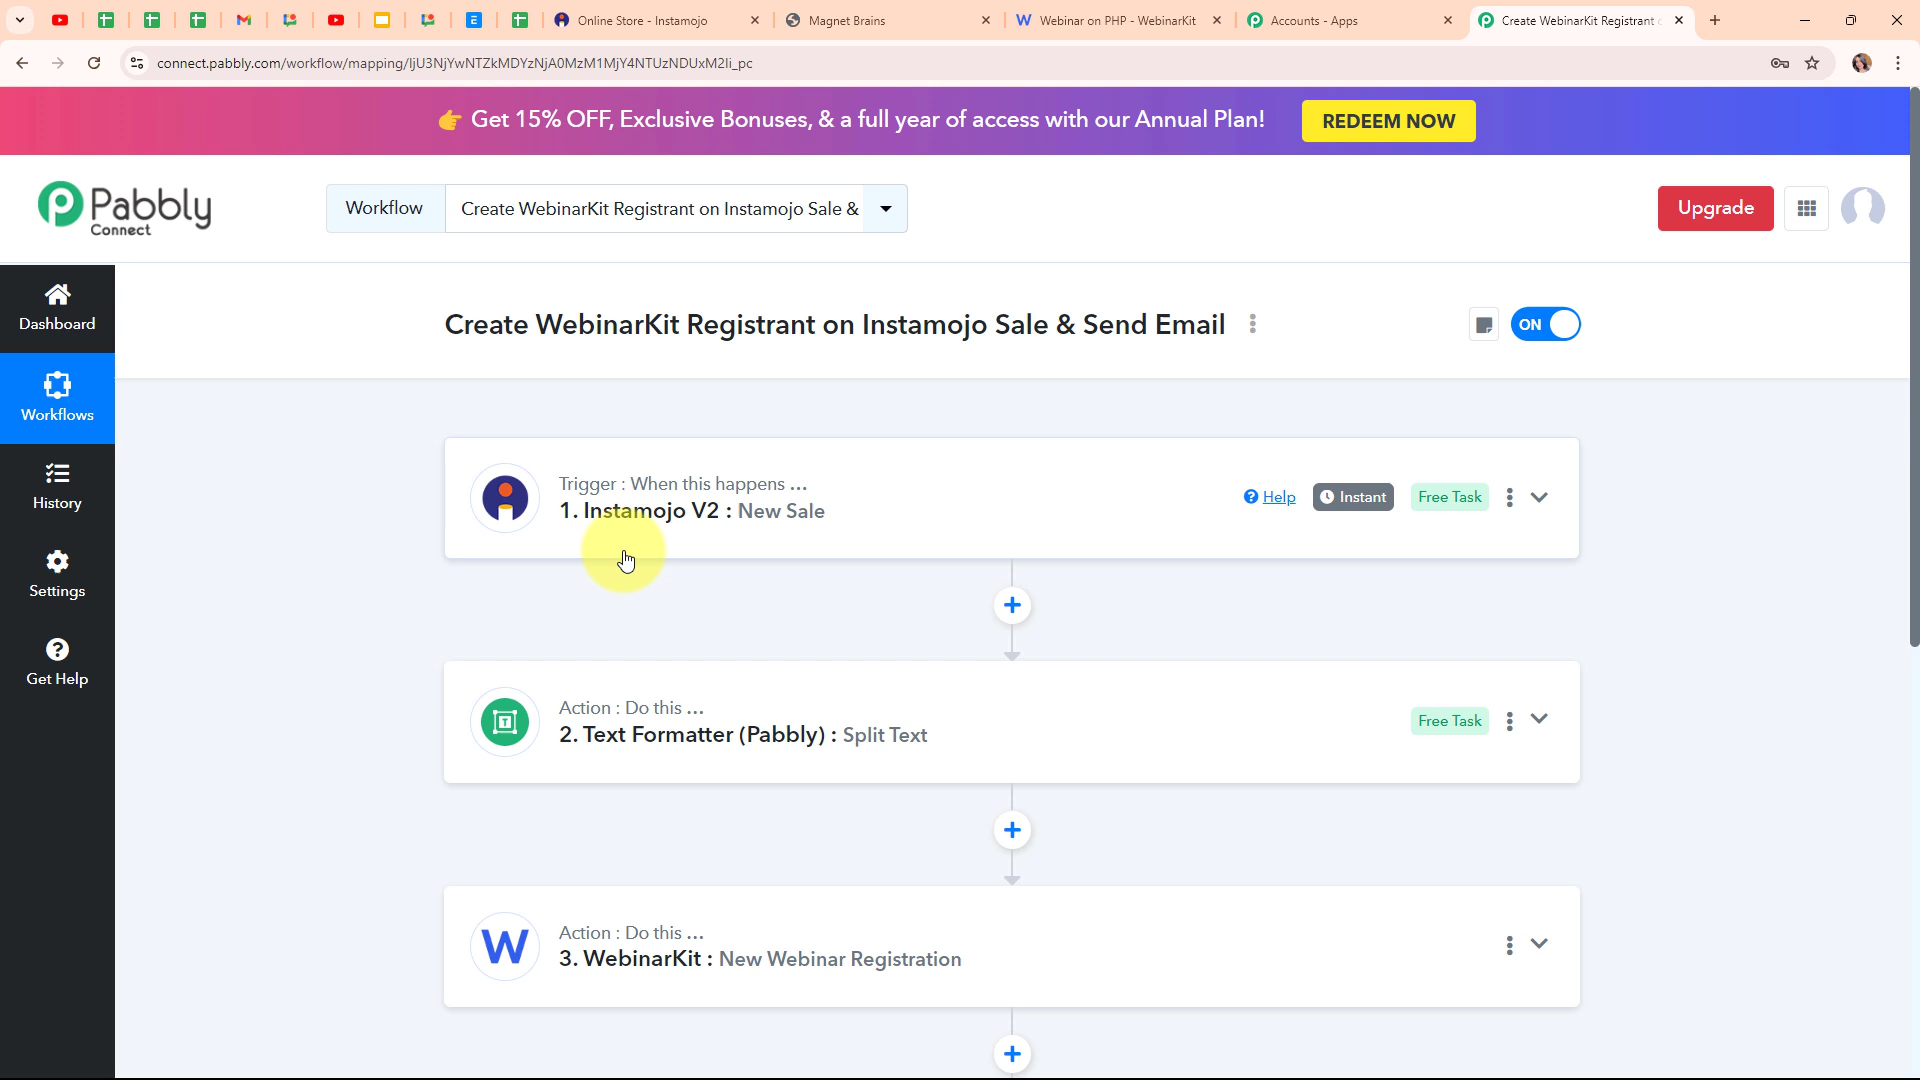 Online Store - Instamojo
Magnet Brains
Webinar on PHP - WebinarKit
Accounts - Apps
Create WebinarKit Registrant
connect.pabbly.com/workflow/mapping/IjU3NjYwNTZkMDYzNjA0MzM1MjY4NTUzNDUxM2Ii_pc
👉 Get 15% OFF, Exclusive Bonuses, & a full year of access with our Annual Plan!
REDEEM NOW
Pabbly
Connect
Workflow
Create WebinarKit Registrant on Instamojo Sale &
Upgrade
Dashboard
Workflows
History
Settings
Get Help
Create WebinarKit Registrant on Instamojo Sale & Send Email
ON
Trigger : When this happens ...
1. Instamojo V2 : New Sale
Help
Instant
Free Task
Action : Do this ...
2. Text Formatter (Pabbly) : Split Text
Free Task
Action : Do this ...
3. WebinarKit : New Webinar Registration